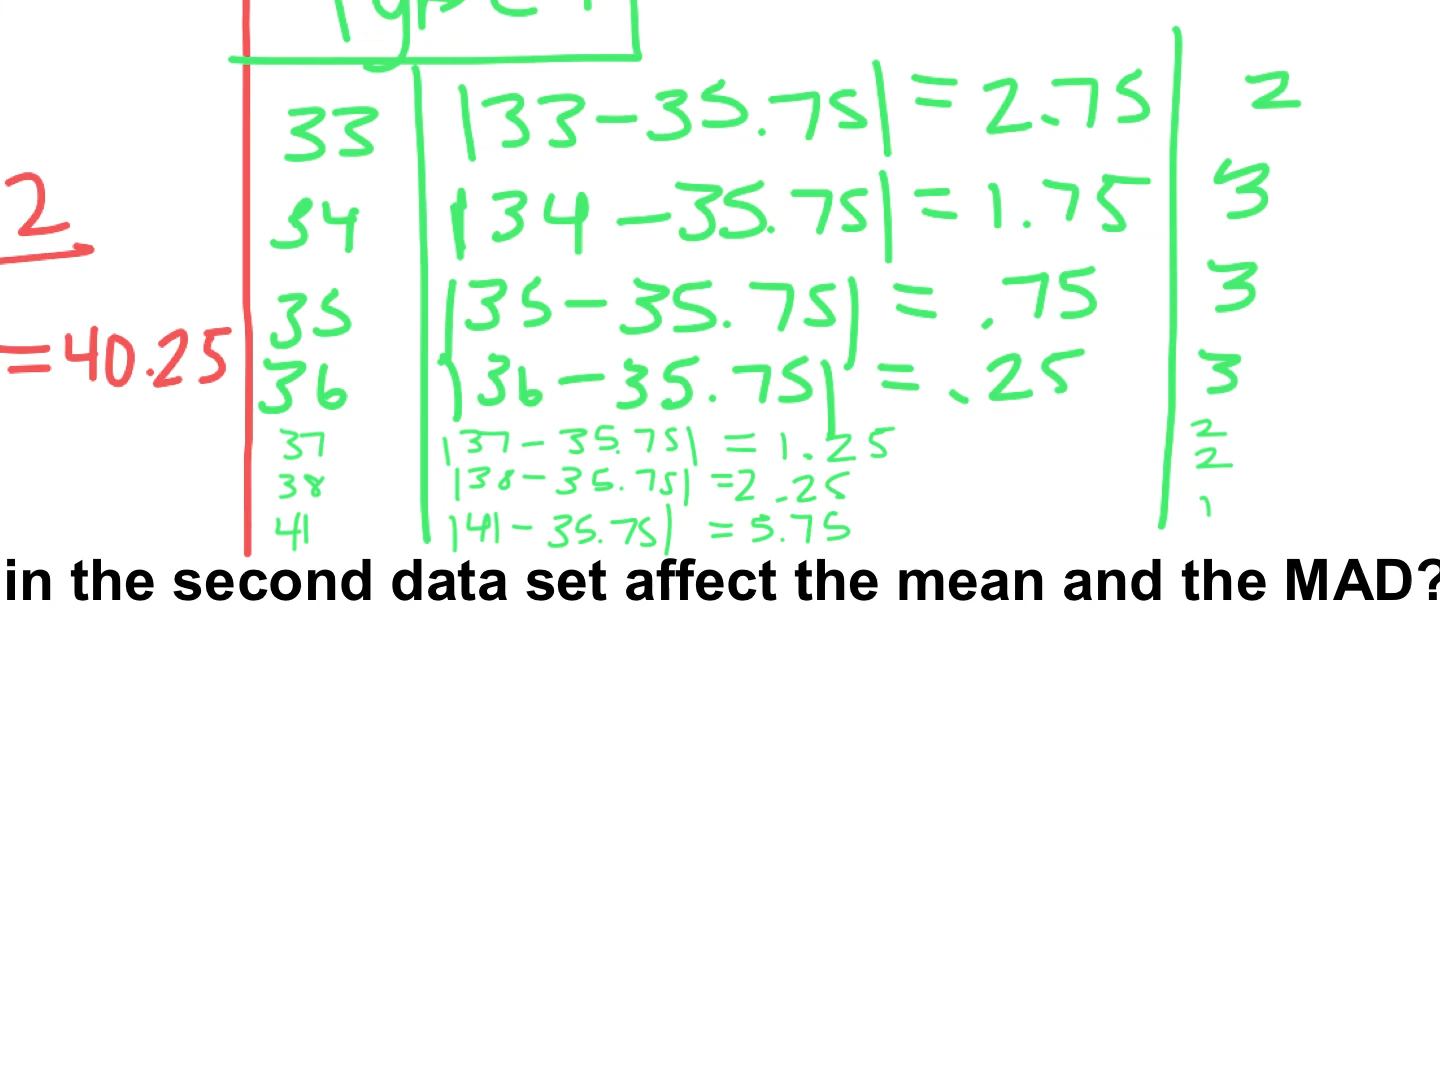 Type 1
33 |33-35.75| = 2.75 2
34 |34-35.75| = 1.75 3
2
35 |35-35.75| = .75 3
=40.25
36 |36-35.75| = .25 3
37 |37-35.75| = 1.25 2
38 |38-35.75| =2.25 2
41 |41-35.75| = 5.75 1
in the second data set affect the mean and the MAD?